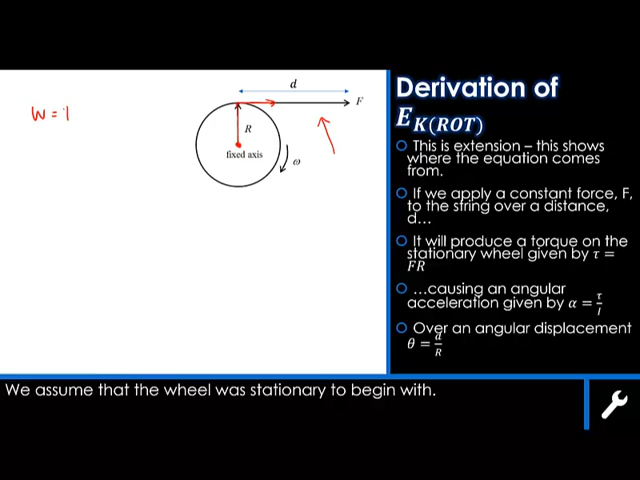 W = 1
d
F
R
fixed axis
ω
Derivation of
E_K(ROT)
This is extension – this shows
where the equation comes
from.
If we apply a constant force, F,
to the string over a distance,
d…
It will produce a torque on the
stationary wheel given by τ =
FR
…causing an angular
acceleration given by α = τ/I
Over an angular displacement
θ = d/R
We assume that the wheel was stationary to begin with.